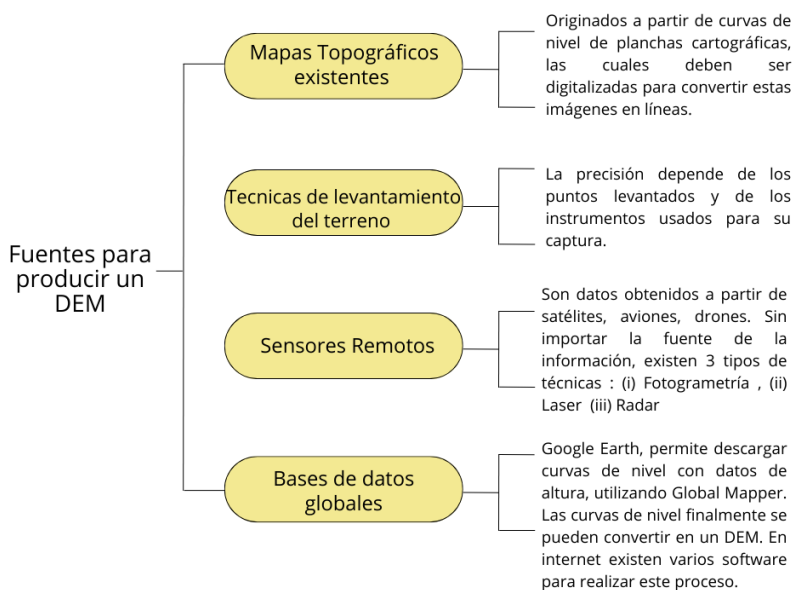 Fuentes para
producir un
DEM
Mapas Topográficos
existentes
Originados a partir de curvas de
nivel de planchas cartográficas,
las cuales deben ser
digitalizadas para convertir estas
imágenes en líneas.
Tecnicas de levantamiento
del terreno
La precisión depende de los
puntos levantados y de los
instrumentos usados para su
captura.
Sensores Remotos
Son datos obtenidos a partir de
satélites, aviones, drones. Sin
importar la fuente de la
información, existen 3 tipos de
técnicas : (i) Fotogrametría , (ii)
Laser (iii) Radar
Bases de datos
globales
Google Earth, permite descargar
curvas de nivel con datos de
altura, utilizando Global Mapper.
Las curvas de nivel finalmente se
pueden convertir en un DEM. En
internet existen varios software
para realizar este proceso.